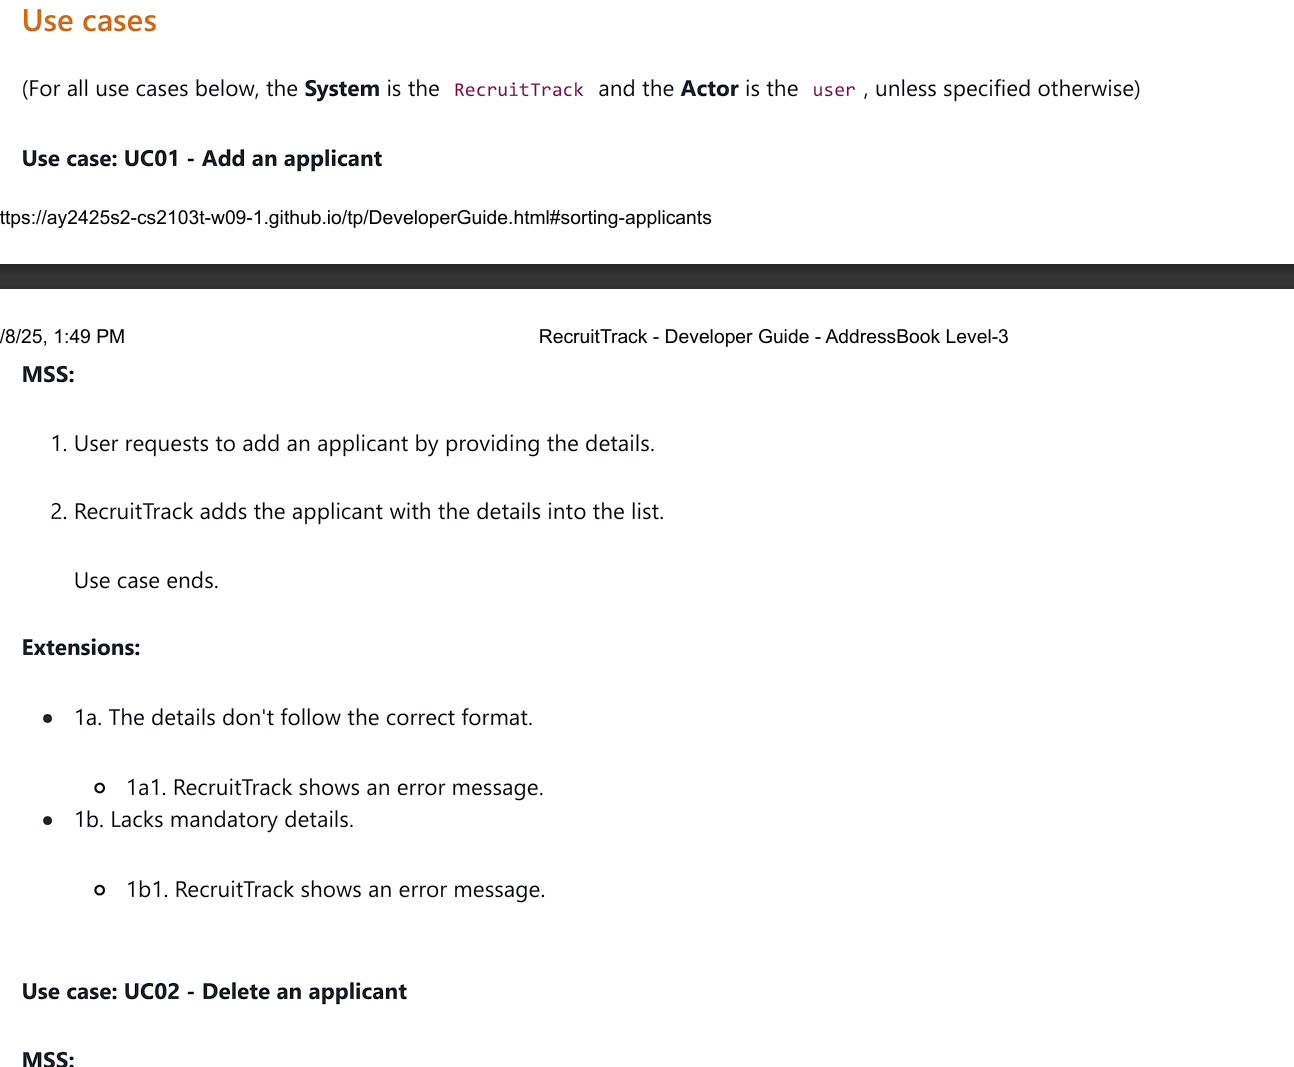 Use cases
(For all use cases below, the System is the RecruitTrack and the Actor is the user , unless specified otherwise)
Use case: UC01 - Add an applicant
ttps://ay2425s2-cs2103t-w09-1.github.io/tp/DeveloperGuide.html#sorting-applicants
/8/25, 1:49 PM RecruitTrack - Developer Guide - AddressBook Level-3
MSS:
1. User requests to add an applicant by providing the details.
2. RecruitTrack adds the applicant with the details into the list.
Use case ends.
Extensions:
• 1a. The details don't follow the correct format.
○ 1a1. RecruitTrack shows an error message.
• 1b. Lacks mandatory details.
○ 1b1. RecruitTrack shows an error message.
Use case: UC02 - Delete an applicant
MSS: